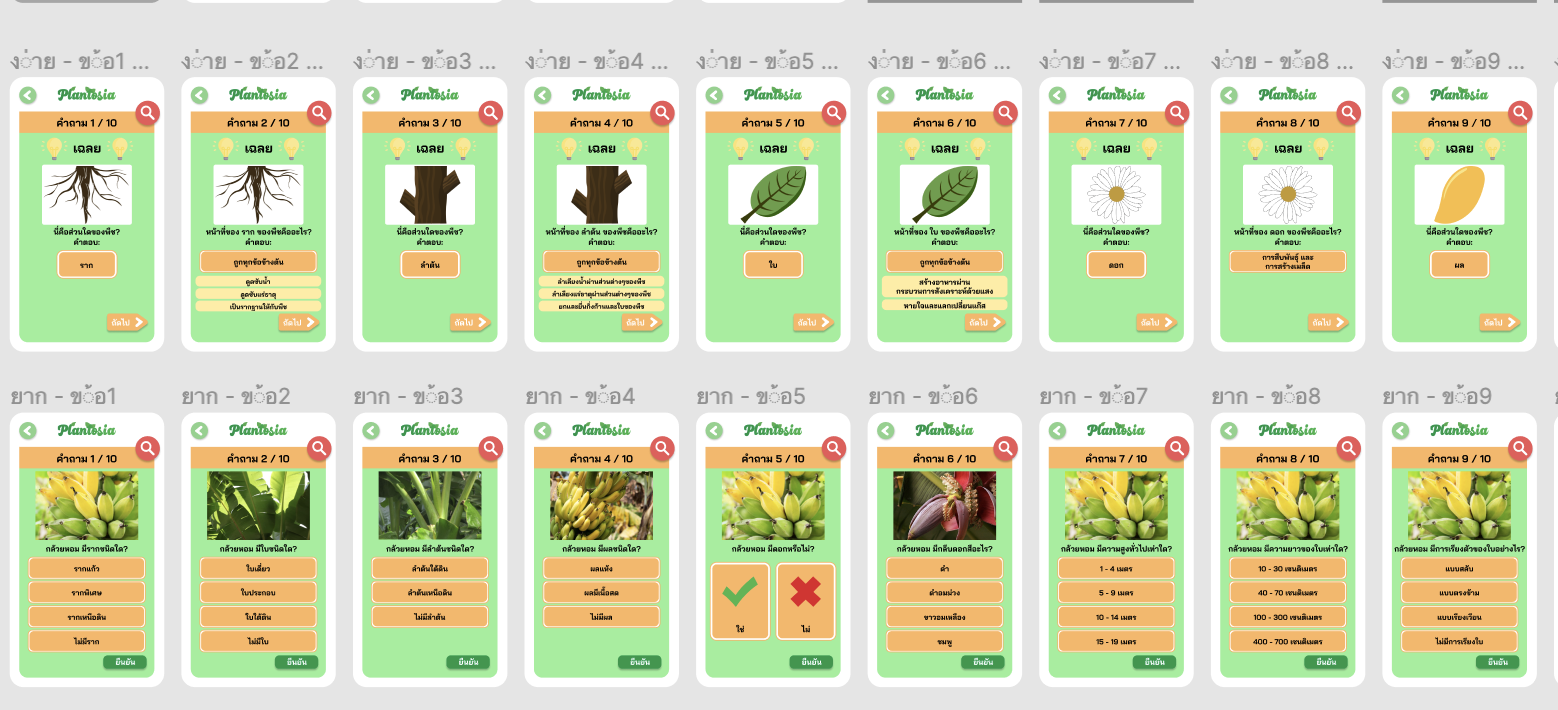 ง่าย - ข้อ1 ...
ง่าย - ข้อ2 ...
ง่าย - ข้อ3 ...
ง่าย - ข้อ4 ...
ง่าย - ข้อ5 ...
ง่าย - ข้อ6 ...
ง่าย - ข้อ7 ...
ง่าย - ข้อ8 ...
ง่าย - ข้อ9 ...
Plantosia
คำถาม 1 / 10
เฉลย
นี่คือส่วนใดของพืช?
คำตอบ:
ราก
ถัดไป
Plantosia
คำถาม 2 / 10
เฉลย
หน้าที่ของ ราก ของพืชคืออะไร?
คำตอบ:
ถูกทุกข้อข้างต้น
ดูดซับน้ำ
ดูดซับแร่ธาตุ
เป็นรากฐานให้กับพืช
ถัดไป
Plantosia
คำถาม 3 / 10
เฉลย
นี่คือส่วนใดของพืช?
คำตอบ:
ลำต้น
ถัดไป
Plantosia
คำถาม 4 / 10
เฉลย
หน้าที่ของ ลำต้น ของพืชคืออะไร?
คำตอบ:
ถูกทุกข้อข้างต้น
ลำเลียงน้ำผ่านส่วนต่างๆของพืช
ลำเลียงแร่ธาตุผ่านส่วนต่างๆของพืช
ยกและยื่นกิ่งก้านและใบของพืช
ถัดไป
Plantosia
คำถาม 5 / 10
เฉลย
นี่คือส่วนใดของพืช?
คำตอบ:
ใบ
ถัดไป
Plantosia
คำถาม 6 / 10
เฉลย
หน้าที่ของ ใบ ของพืชคืออะไร?
คำตอบ:
ถูกทุกข้อข้างต้น
สร้างอาหารผ่าน
กระบวนการสังเคราะห์ด้วยแสง
หายใจและแลกเปลี่ยนแก๊ส
ถัดไป
Plantosia
คำถาม 7 / 10
เฉลย
นี่คือส่วนใดของพืช?
คำตอบ:
ดอก
ถัดไป
Plantosia
คำถาม 8 / 10
เฉลย
หน้าที่ของ ดอก ของพืชคืออะไร?
คำตอบ:
การสืบพันธุ์ และ
การสร้างเมล็ด
ถัดไป
Plantosia
คำถาม 9 / 10
เฉลย
นี่คือส่วนใดของพืช?
คำตอบ:
ผล
ถัดไป
ยาก - ข้อ1
ยาก - ข้อ2
ยาก - ข้อ3
ยาก - ข้อ4
ยาก - ข้อ5
ยาก - ข้อ6
ยาก - ข้อ7
ยาก - ข้อ8
ยาก - ข้อ9
Plantosia
คำถาม 1 / 10
กล้วยหอม มีรากชนิดใด?
รากแก้ว
รากพิเศษ
รากเหนือดิน
ไม่มีราก
ยืนยัน
Plantosia
คำถาม 2 / 10
กล้วยหอม มีใบชนิดใด?
ใบเดี่ยว
ใบประกอบ
ใบใต้ดิน
ไม่มีใบ
ยืนยัน
Plantosia
คำถาม 3 / 10
กล้วยหอม มีลำต้นชนิดใด?
ลำต้นใต้ดิน
ลำต้นเหนือดิน
ไม่มีลำต้น
ยืนยัน
Plantosia
คำถาม 4 / 10
กล้วยหอม มีผลชนิดใด?
ผลแห้ง
ผลมีเนื้อสด
ไม่มีผล
ยืนยัน
Plantosia
คำถาม 5 / 10
กล้วยหอม มีดอกหรือไม่?
ใช่
ไม่
ยืนยัน
Plantosia
คำถาม 6 / 10
กล้วยหอม มีกลีบดอกสีอะไร?
ดำ
ดำอมม่วง
ขาวอมเหลือง
ชมพู
ยืนยัน
Plantosia
คำถาม 7 / 10
กล้วยหอม มีความสูงทั่วไปเท่าใด?
1 - 4 เมตร
5 - 9 เมตร
10 - 14 เมตร
15 - 19 เมตร
ยืนยัน
Plantosia
คำถาม 8 / 10
กล้วยหอม มีความยาวของใบเท่าใด?
10 - 30 เซนติเมตร
40 - 70 เซนติเมตร
100 - 300 เซนติเมตร
400 - 700 เซนติเมตร
ยืนยัน
Plantosia
คำถาม 9 / 10
กล้วยหอม มีการเรียงตัวของใบอย่างไร?
แบบสลับ
แบบตรงข้าม
แบบเรียงเวียน
ไม่มีการเรียงใบ
ยืนยัน